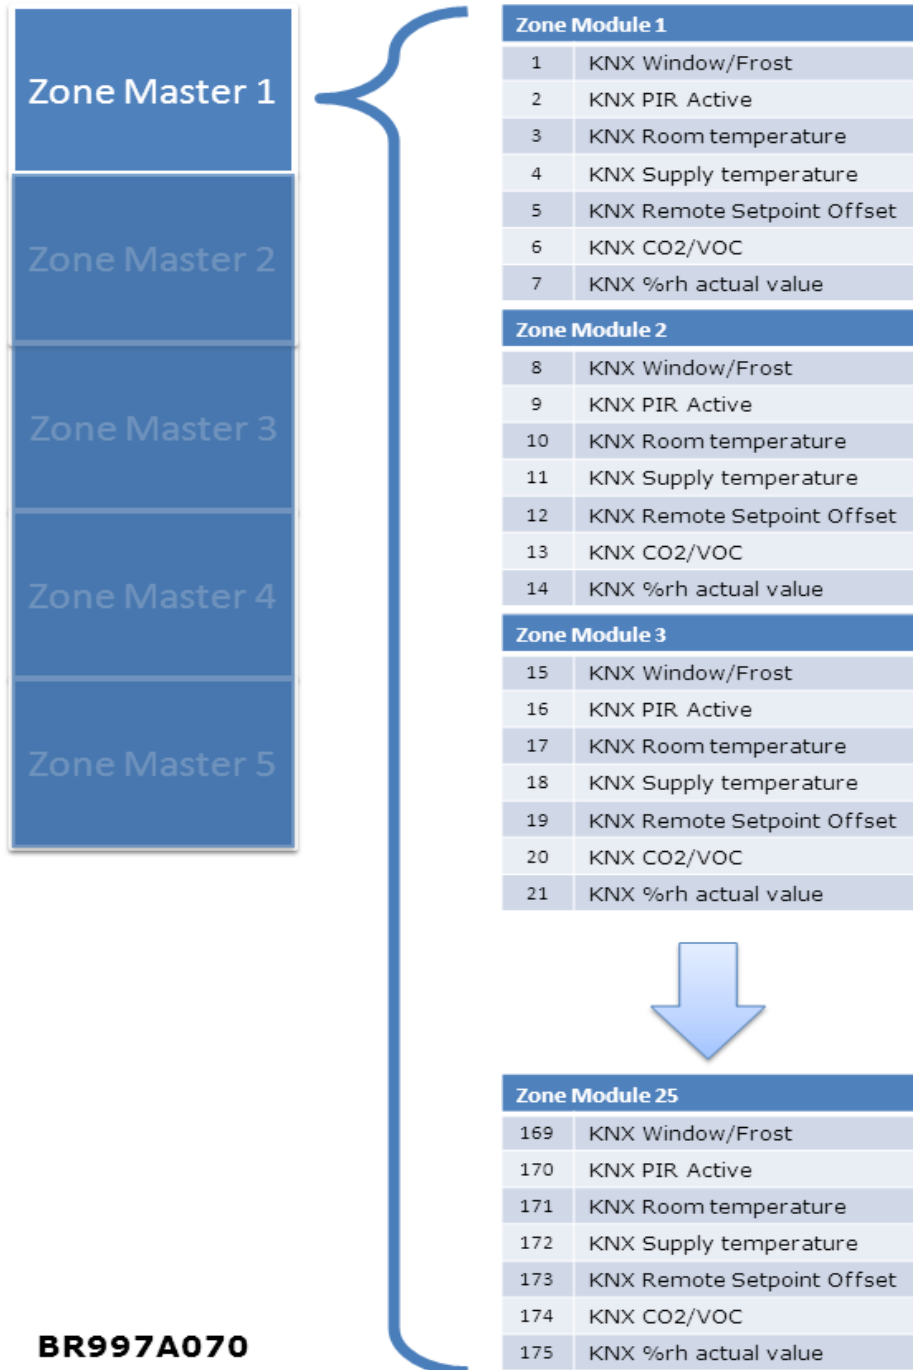 Zone Master 1
Zone Master 2
Zone Master 3
Zone Master 4
Zone Master 5
Zone Module 1
1 KNX Window/Frost
2 KNX PIR Active
3 KNX Room temperature
4 KNX Supply temperature
5 KNX Remote Setpoint Offset
6 KNX CO2/VOC
7 KNX %rh actual value
Zone Module 2
8 KNX Window/Frost
9 KNX PIR Active
10 KNX Room temperature
11 KNX Supply temperature
12 KNX Remote Setpoint Offset
13 KNX CO2/VOC
14 KNX %rh actual value
Zone Module 3
15 KNX Window/Frost
16 KNX PIR Active
17 KNX Room temperature
18 KNX Supply temperature
19 KNX Remote Setpoint Offset
20 KNX CO2/VOC
21 KNX %rh actual value
Zone Module 25
169 KNX Window/Frost
170 KNX PIR Active
171 KNX Room temperature
172 KNX Supply temperature
173 KNX Remote Setpoint Offset
174 KNX CO2/VOC
175 KNX %rh actual value
BR997A070